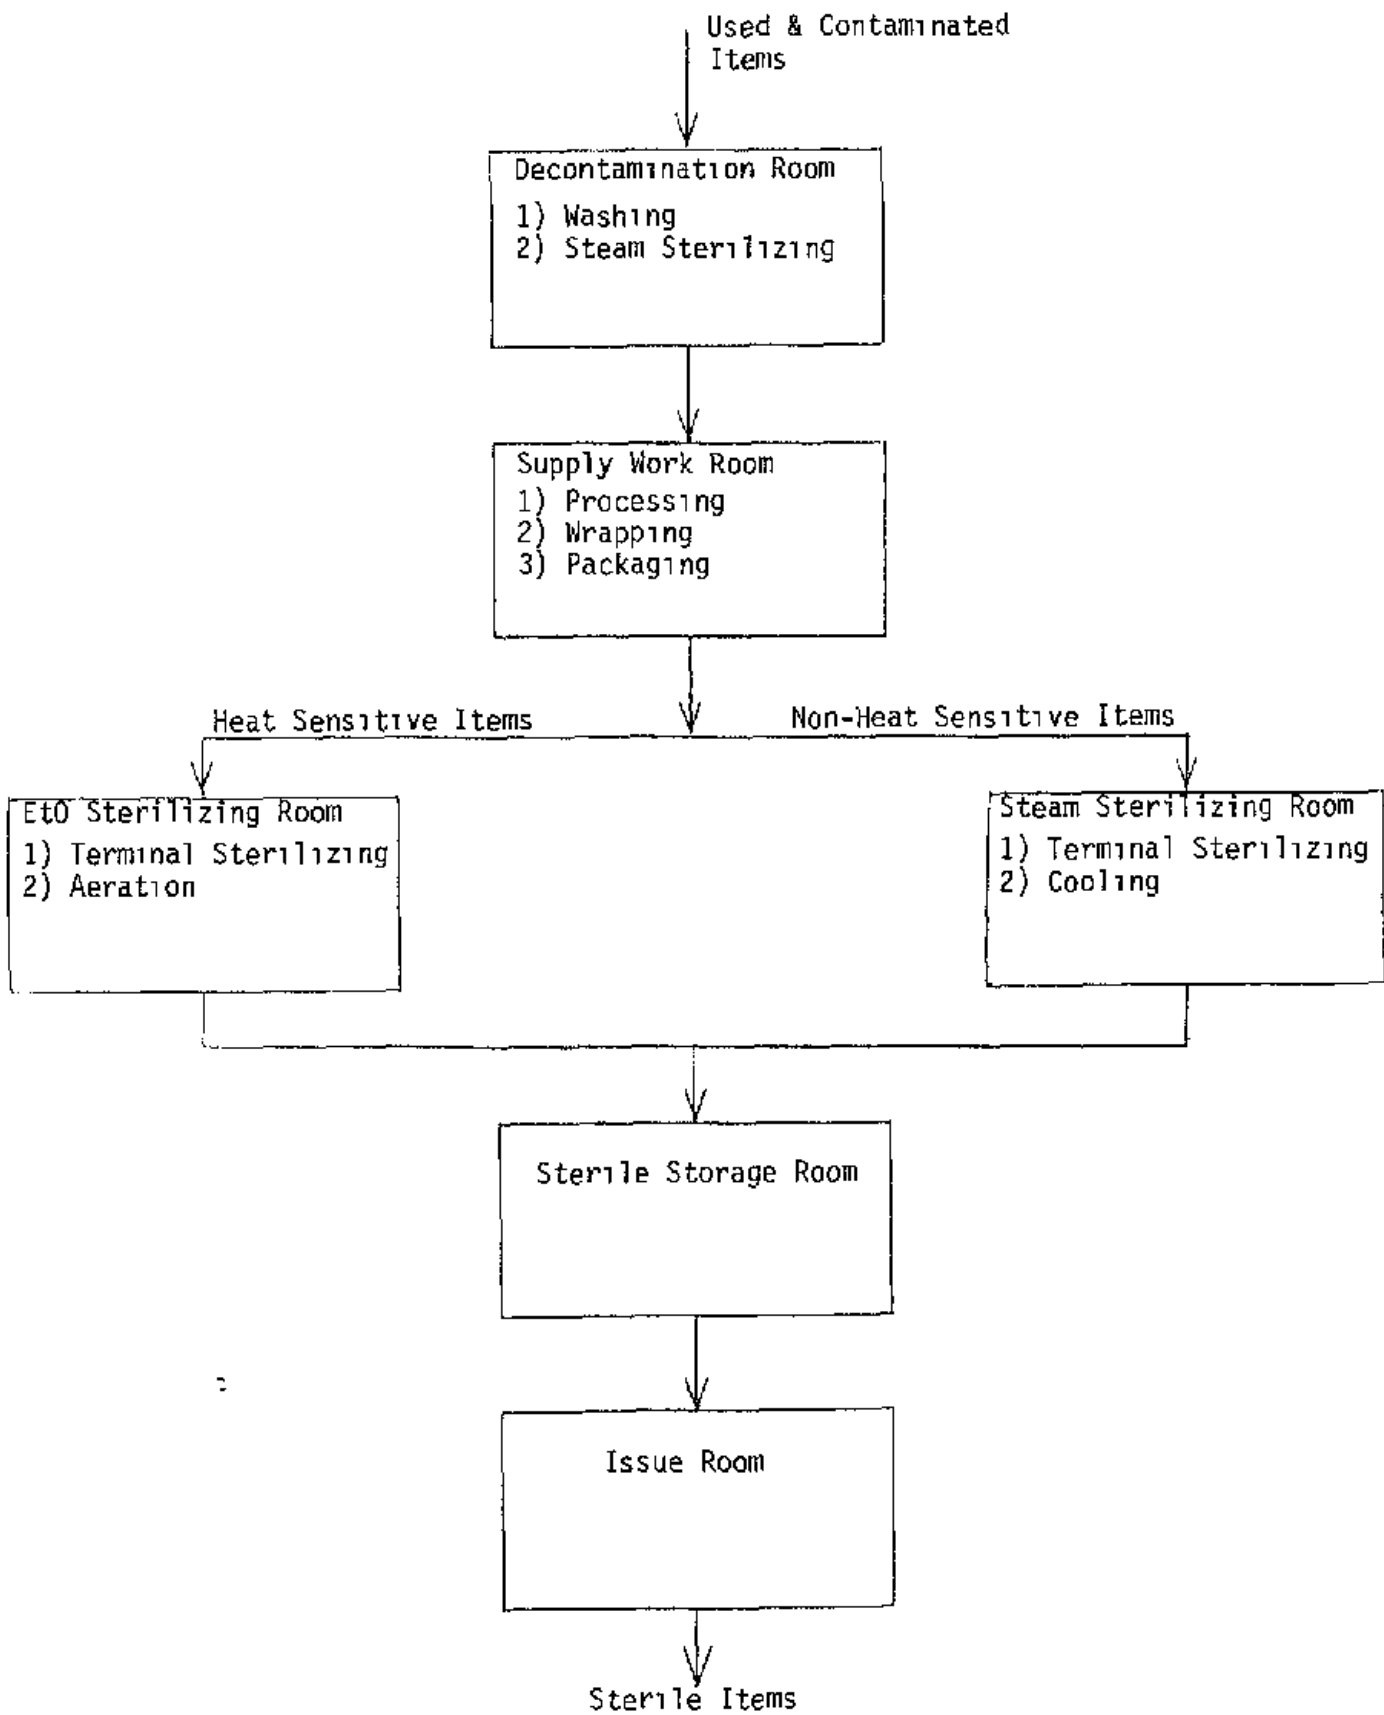 Used & Contaminated
Items
Decontamination Room
1) Washing
2) Steam Sterilizing
Supply Work Room
1) Processing
2) Wrapping
3) Packaging
Heat Sensitive Items
Non-Heat Sensitive Items
EtO Sterilizing Room
1) Terminal Sterilizing
2) Aeration
Steam Sterilizing Room
1) Terminal Sterilizing
2) Cooling
Sterile Storage Room
Issue Room
Sterile Items